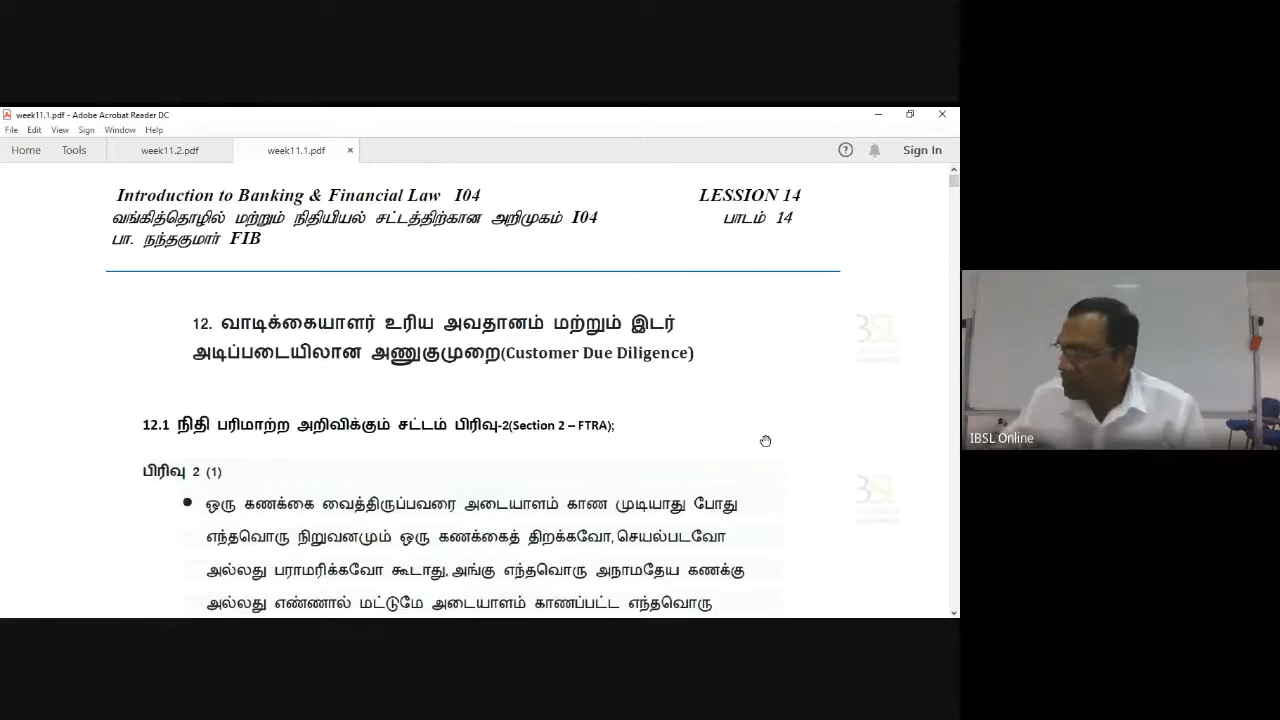 week11.1.pdf - Adobe Acrobat Reader DC
File Edit View Sign Window Help
Home Tools week11.2.pdf week11.1.pdf × ? Sign In
Introduction to Banking & Financial Law I04 LESSION 14
வங்கித்தொழில் மற்றும் நிதியியல் சட்டத்திற்கான அறிமுகம் I04 பாடம் 14
பா. நந்தகுமார் FIB
12. வாடிக்கையாளர் உரிய அவதானம் மற்றும் இடர்
அடிப்படையிலான அணுகுமுறை(Customer Due Diligence)
12.1 நிதி பரிமாற்ற அறிவிக்கும் சட்டம் பிரிவு-2(Section 2 – FTRA);
பிரிவு 2 (1)
● ஒரு கணக்கை வைத்திருப்பவரை அடையாளம் காண முடியாது போது
எந்தவொரு நிறுவனமும் ஒரு கணக்கைத் திறக்கவோ,செயல்படவோ
அல்லது பராமரிக்கவோ கூடாது,அங்கு எந்தவொரு அநாமதேய கணக்கு
அல்லது எண்ணால் மட்டுமே அடையாளம் காணப்பட்ட எந்தவொரு
IBSL Online